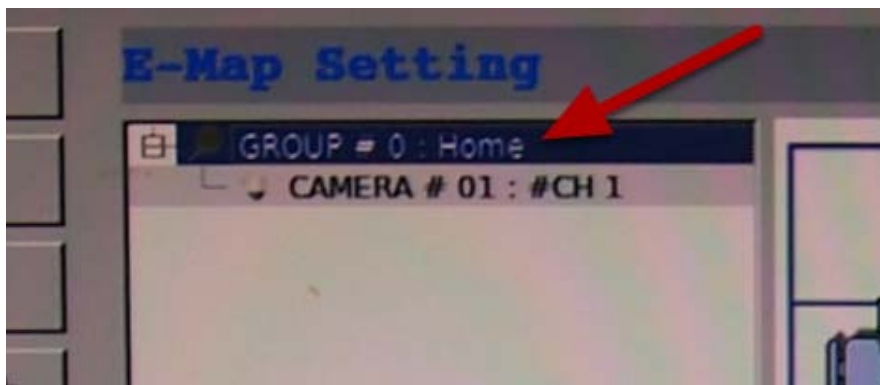 E-Map Setting
GROUP # 0 : Home
CAMERA # 01 : #CH 1